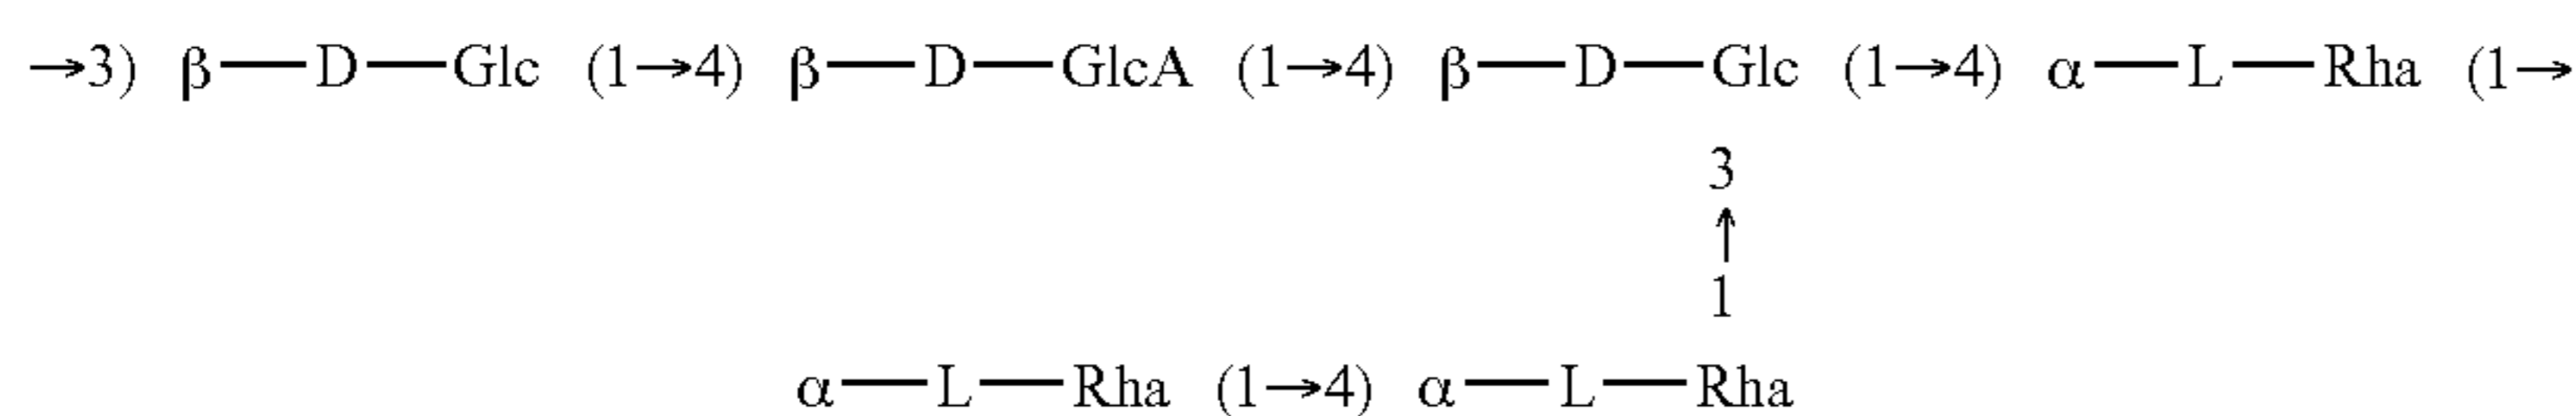 →3) β—D—Glc (1→4) β—D—GlcA (1→4) β—D—Glc (1→4) α—L—Rha (1→
3
↑
1
α—L—Rha (1→4) α—L—Rha